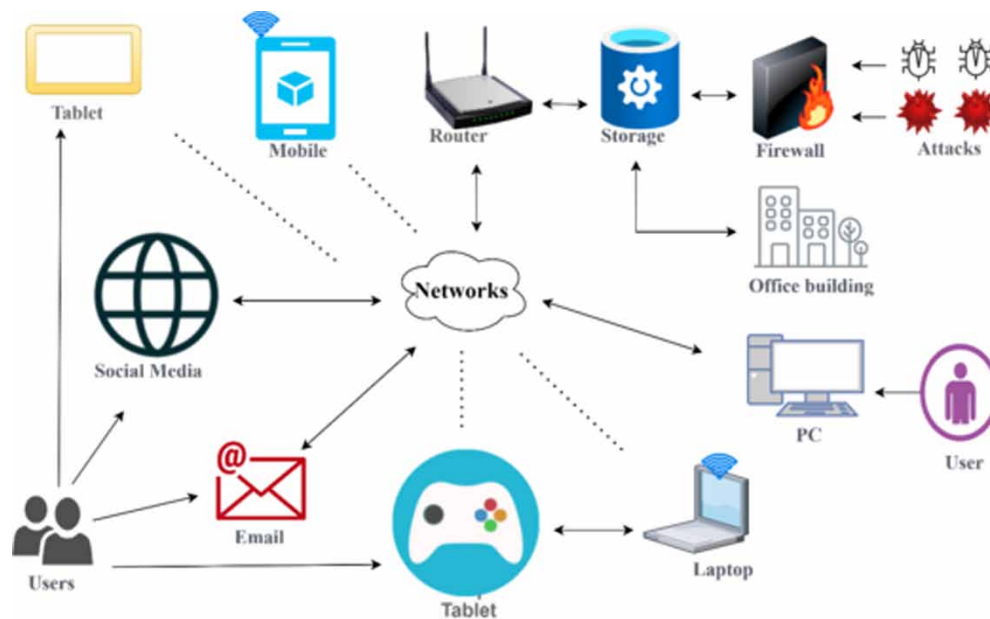 Tablet
Mobile
Router
Storage
Firewall
Attacks
Networks
Office building
Social Media
PC
User
@
Email
Users
Laptop
Tablet